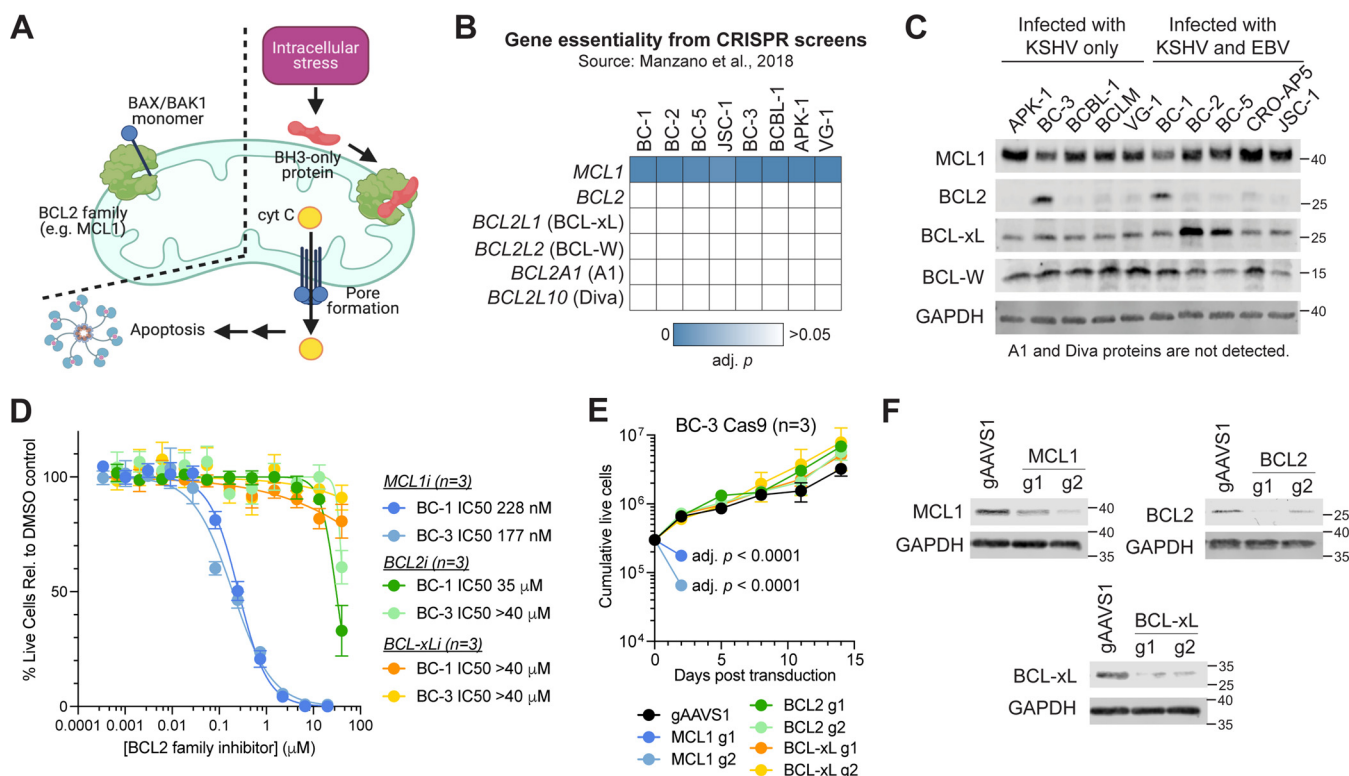 A
Intracellular
stress
BAX/BAK1
monomer
BH3-only
protein
BCL2 family
(e.g. MCL1)
cyt C
Pore
formation
Apoptosis
B
Gene essentiality from CRISPR screens
Source: Manzano et al., 2018
BC-1
BC-2
BC-5
JSC-1
BC-3
BCBL-1
APK-1
VG-1
MCL1
BCL2
BCL2L1 (BCL-xL)
BCL2L2 (BCL-W)
BCL2A1 (A1)
BCL2L10 (Diva)
0
>0.05
adj. p
C
Infected with
KSHV only
Infected with
KSHV and EBV
APK-1
BC-3
BCBL-1
BCLM
VG-1
BC-1
BC-2
BC-5
CRO-AP5
JSC-1
MCL1
40
BCL2
25
BCL-xL
25
BCL-W
15
GAPDH
40
A1 and Diva proteins are not detected.
D
% Live Cells Rel. to DMSO control
100
50
0
0.0001 0.001 0.01 0.1 1 10 100
[BCL2 family inhibitor] (μM)
MCL1i (n=3)
BC-1 IC50 228 nM
BC-3 IC50 177 nM
BCL2i (n=3)
BC-1 IC50 35 μM
BC-3 IC50 >40 μM
BCL-xLi (n=3)
BC-1 IC50 >40 μM
BC-3 IC50 >40 μM
E
BC-3 Cas9 (n=3)
Cumulative live cells
10⁷
10⁶
10⁵
10⁴
adj. p < 0.0001
adj. p < 0.0001
0 5 10 15
Days post transduction
gAAVS1
MCL1 g1
MCL1 g2
BCL2 g1
BCL2 g2
BCL-xL g1
BCL-xL g2
F
gAAVS1
MCL1
g1 g2
MCL1
40
35
GAPDH
40
35
gAAVS1
BCL2
g1 g2
BCL2
25
GAPDH
40
35
gAAVS1
BCL-xL
g1 g2
BCL-xL
35
25
GAPDH
35
25